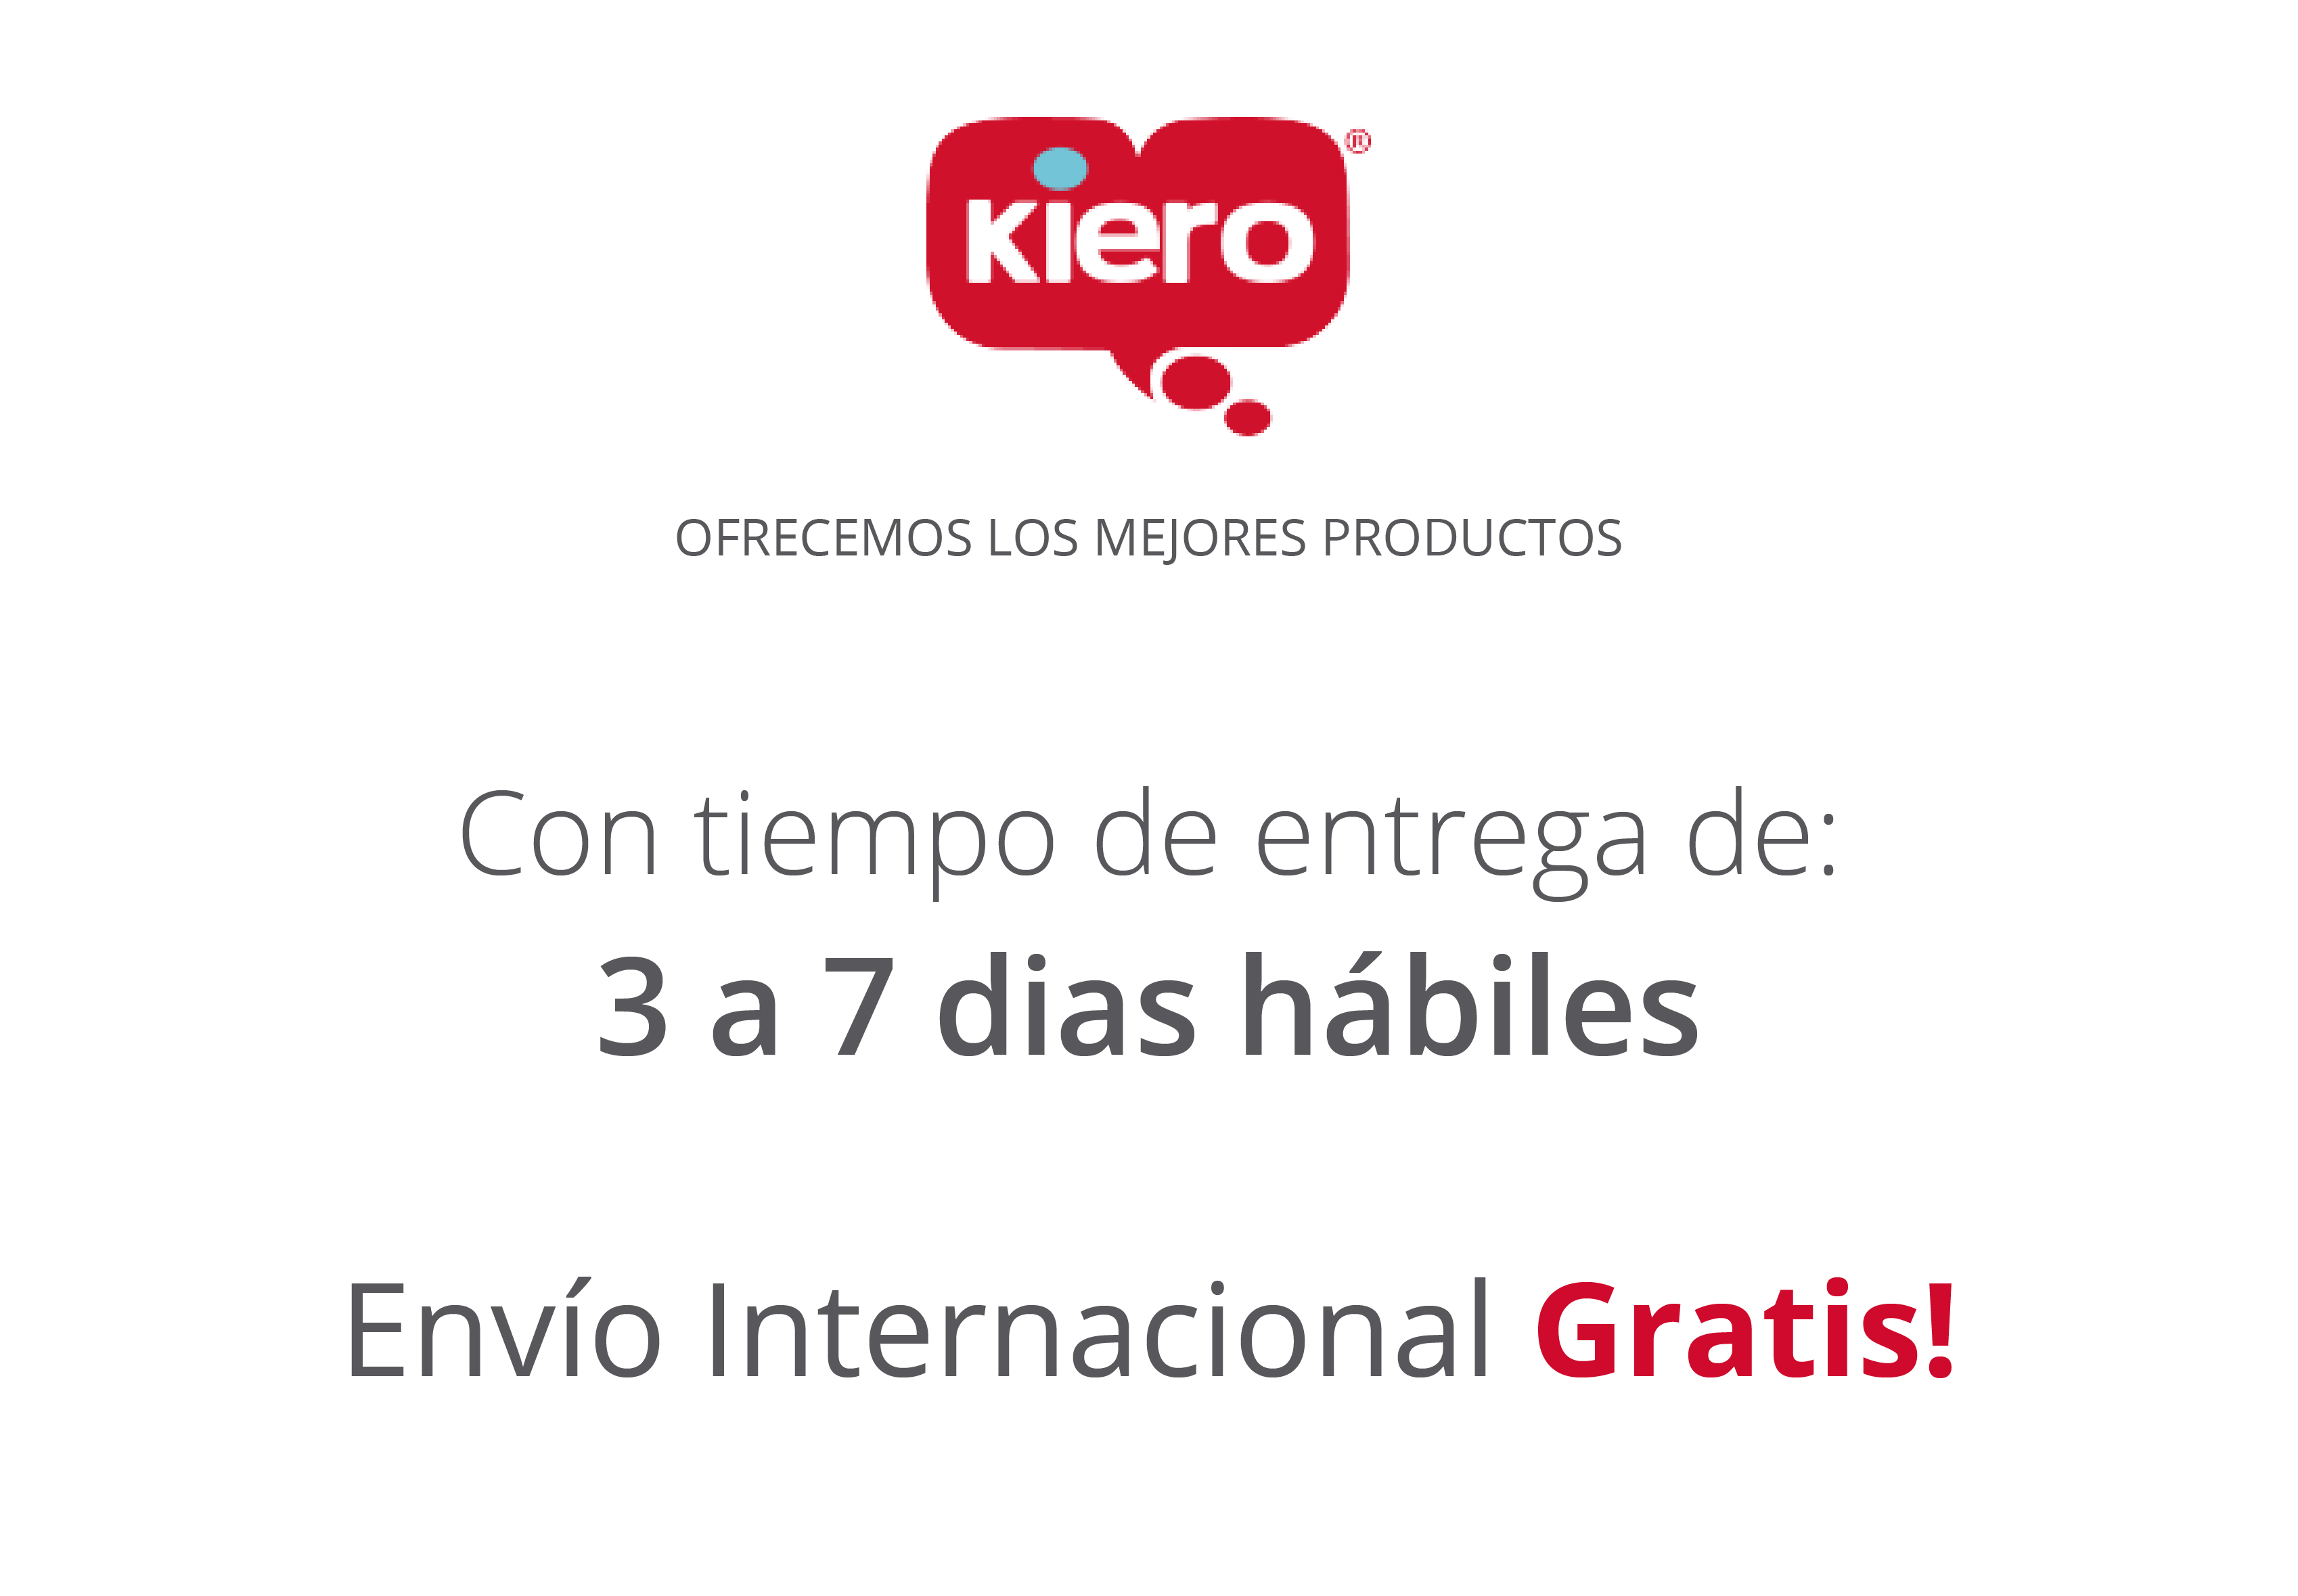 kiero®
OFRECEMOS LOS MEJORES PRODUCTOS
Con tiempo de entrega de:
3 a 7 dias hábiles
Envío Internacional Gratis!